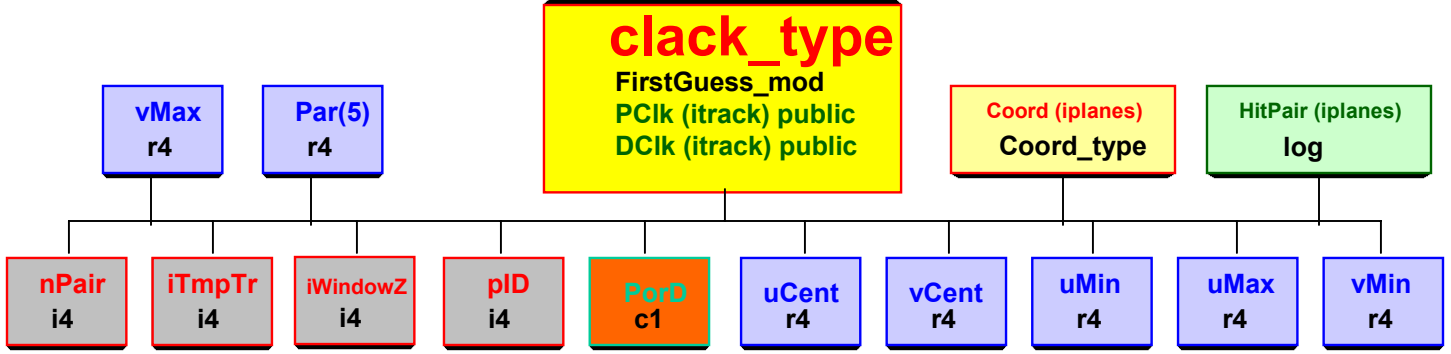 clack_type
FirstGuess_mod
PClk (itrack) public
DClk (itrack) public
vMax
r4
Par(5)
r4
Coord (iplanes)
Coord_type
HitPair (iplanes)
log
nPair
i4
iTmpTr
i4
iWindowZ
i4
pID
i4
PorD
c1
uCent
r4
vCent
r4
uMin
r4
uMax
r4
vMin
r4